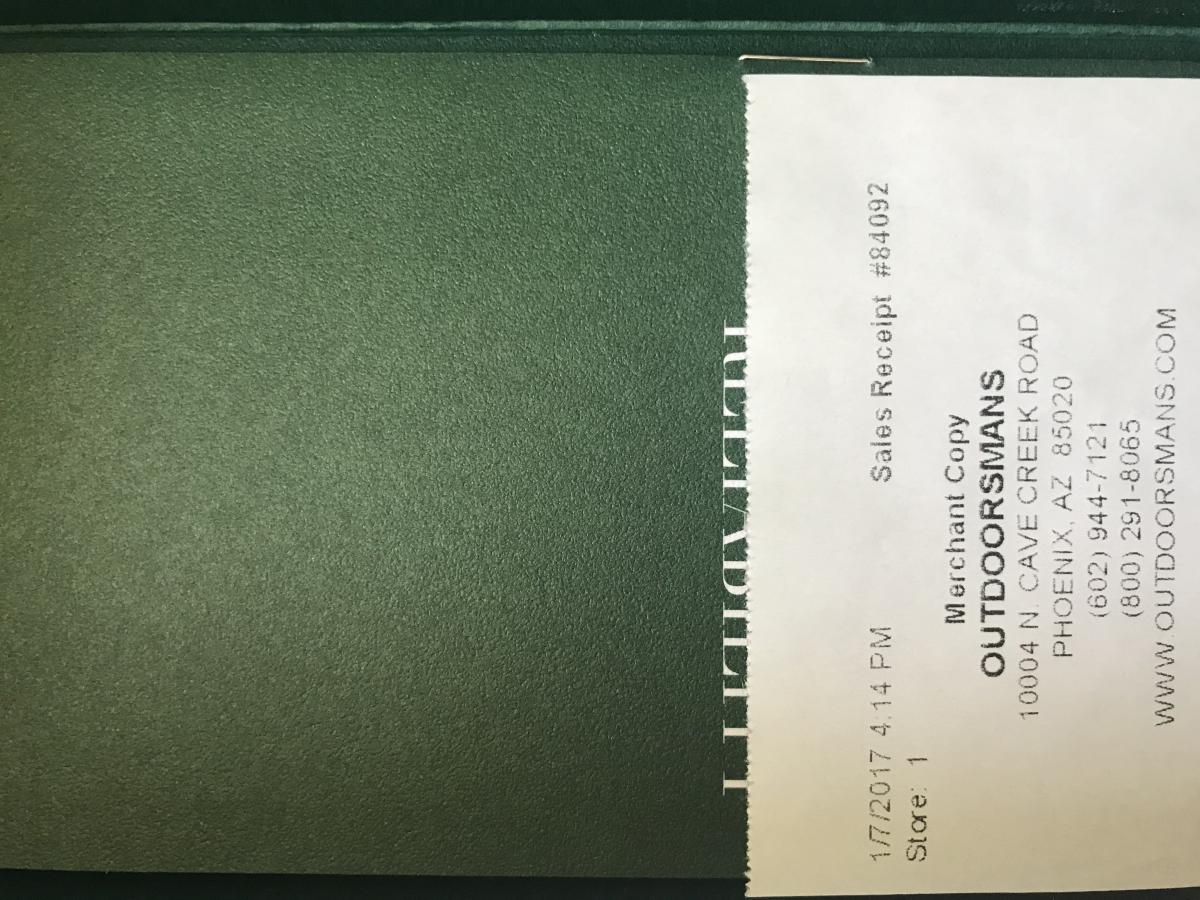 1/7/2017 4:14 PM Sales Receipt #84092
Store: 1
Merchant Copy
OUTDOORSMANS
10004 N. CAVE CREEK ROAD
PHOENIX, AZ 85020
(602) 944-7121
(800) 291-8065
WWW.OUTDOORSMANS.COM